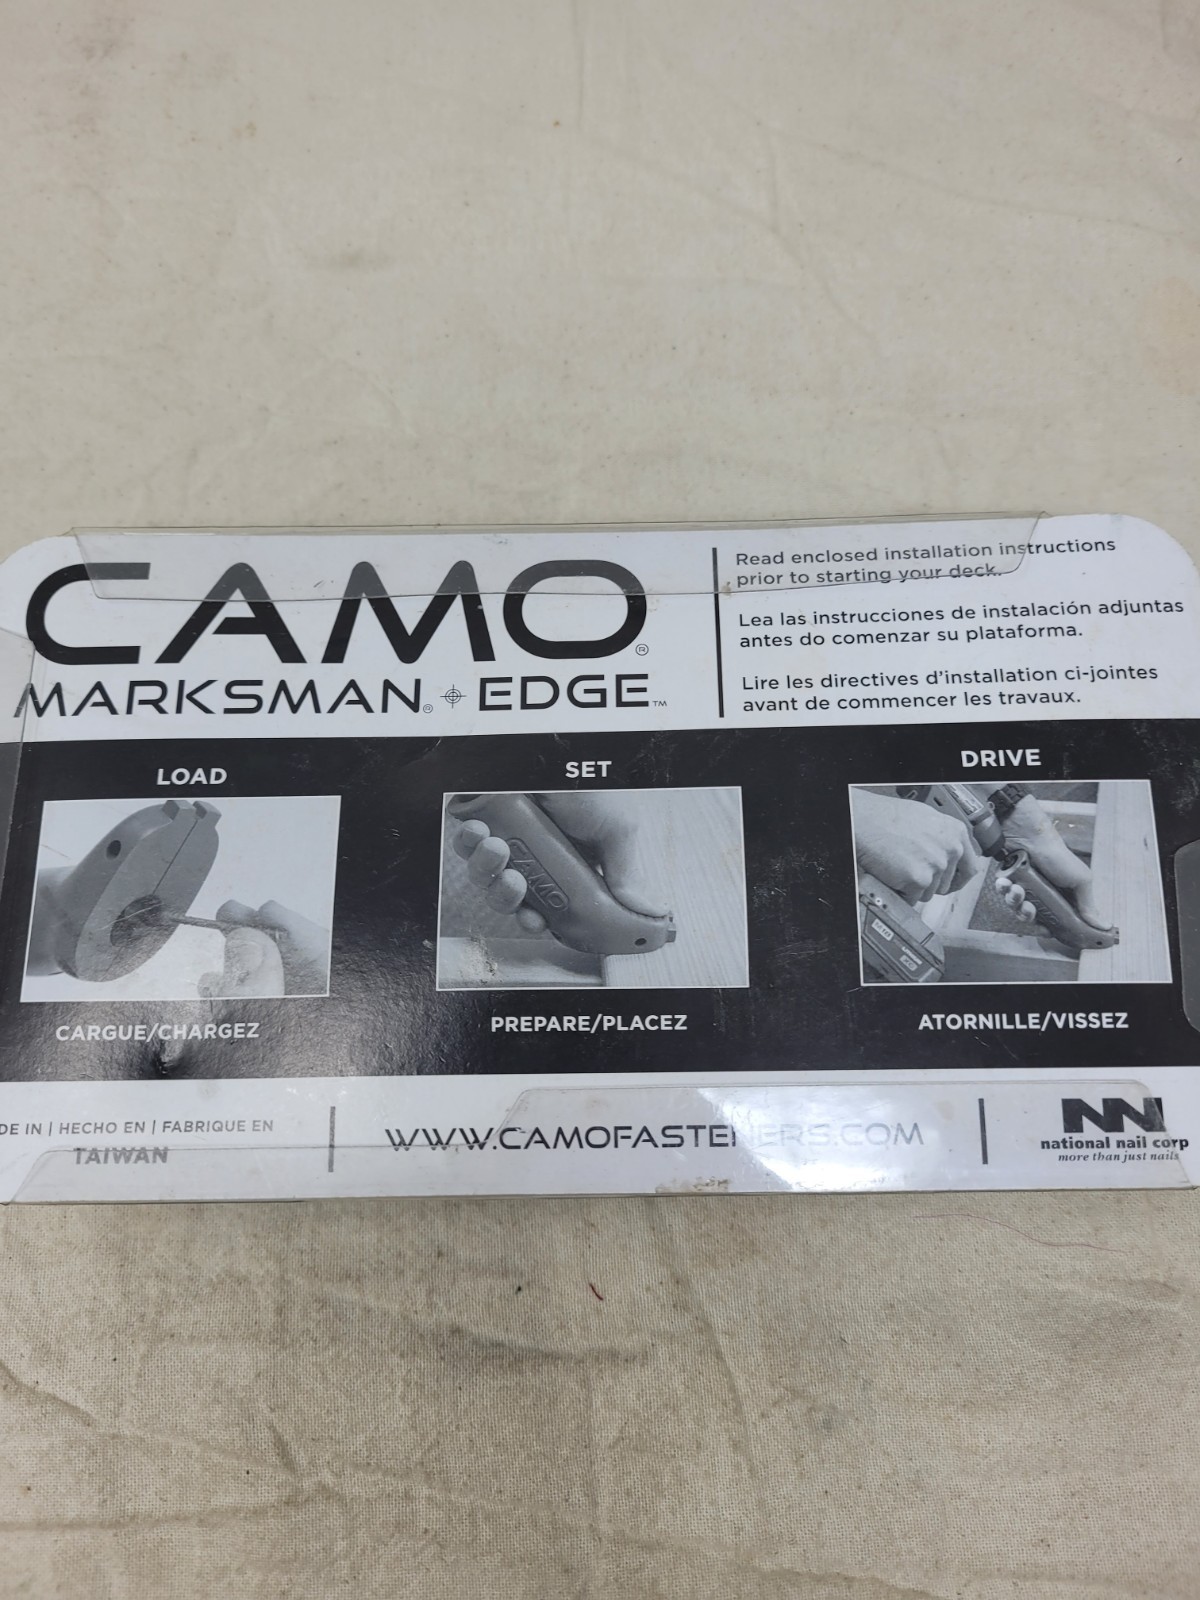 CAMO®
MARKSMAN® EDGE™
Read enclosed installation instructions
prior to starting your deck.
Lea las instrucciones de instalación adjuntas
antes do comenzar su plataforma.
Lire les directives d'installation ci-jointes
avant de commencer les travaux.
LOAD
SET
DRIVE
CAMO
CARGUE/CHARGEZ
PREPARE/PLACEZ
ATORNILLE/VISSEZ
DE IN | HECHO EN | FABRIQUE EN
TAIWAN
WWW.CAMOFASTENERS.COM
NN
national nail corp
more than just nails